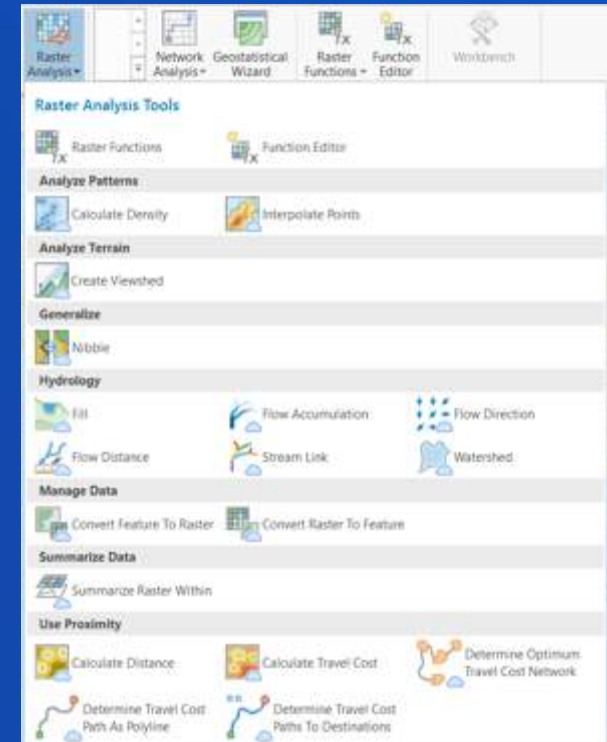 Raster Analysis
Network Analysis
Geostatistical Wizard
Raster Functions
Function Editor
Workbench
Raster Analysis Tools
Raster Functions
Function Editor
Analyze Patterns
Calculate Density
Interpolate Points
Analyze Terrain
Create Viewshed
Generalize
Nibble
Hydrology
Fill
Flow Accumulation
Flow Direction
Flow Distance
Stream Link
Watershed
Manage Data
Convert Feature To Raster
Convert Raster To Feature
Summarize Data
Summarize Raster Within
Use Proximity
Calculate Distance
Calculate Travel Cost
Determine Optimum
Travel Cost Network
Determine Travel Cost
Path As Polyline
Determine Travel Cost
Paths To Destinations